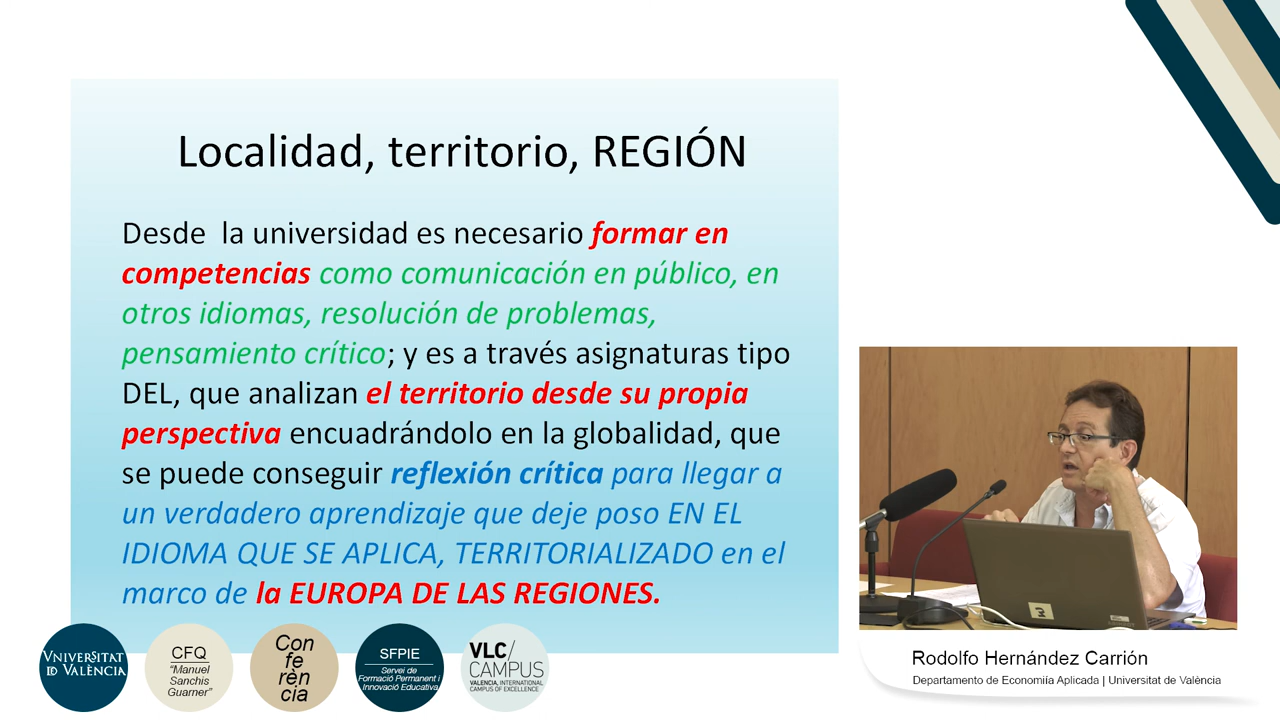 Localidad, territorio, REGIÓN
Desde  la universidad es necesario formar en
competencias como comunicación en público, en
otros idiomas, resolución de problemas,
pensamiento crítico; y es a través asignaturas tipo
DEL, que analizan el territorio desde su propia
perspectiva encuadrándolo en la globalidad, que
se puede conseguir reflexión crítica para llegar a
un verdadero aprendizaje que deje poso EN EL
IDIOMA QUE SE APLICA, TERRITORIALIZADO en el
marco de la EUROPA DE LAS REGIONES.
VNIVERSITAT
DE VALÈNCIA
CFQ
"Manuel
Sanchis
Guarner"
Con
fe
rèn
cia
SFPIE
Servei de
Formació Permanent i
Innovació Educativa
VLC/
CAMPUS
VALENCIA, INTERNATIONAL
CAMPUS OF EXCELLENCE
Rodolfo Hernández Carrión
Departamento de Economiía Aplicada | Universitat de València